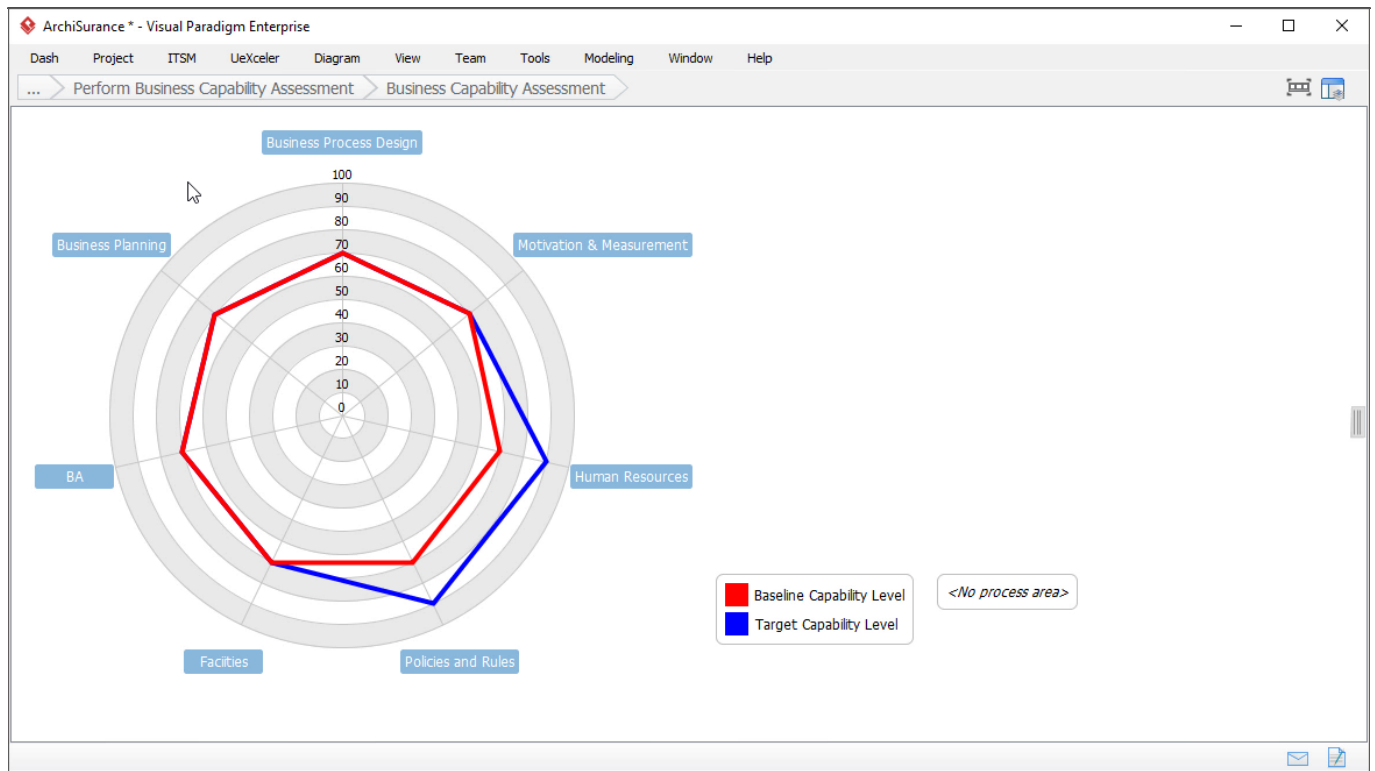 ArchiSurance * - Visual Paradigm Enterprise
Dash Project ITSM UeXceler Diagram View Team Tools Modeling Window Help
... Perform Business Capability Assessment Business Capability Assessment
Business Process Design
100
90
80
70
60
50
40
30
20
10
0
Business Planning
Motivation & Measurement
BA
Human Resources
Faciities
Policies and Rules
Baseline Capability Level
Target Capability Level
<No process area>